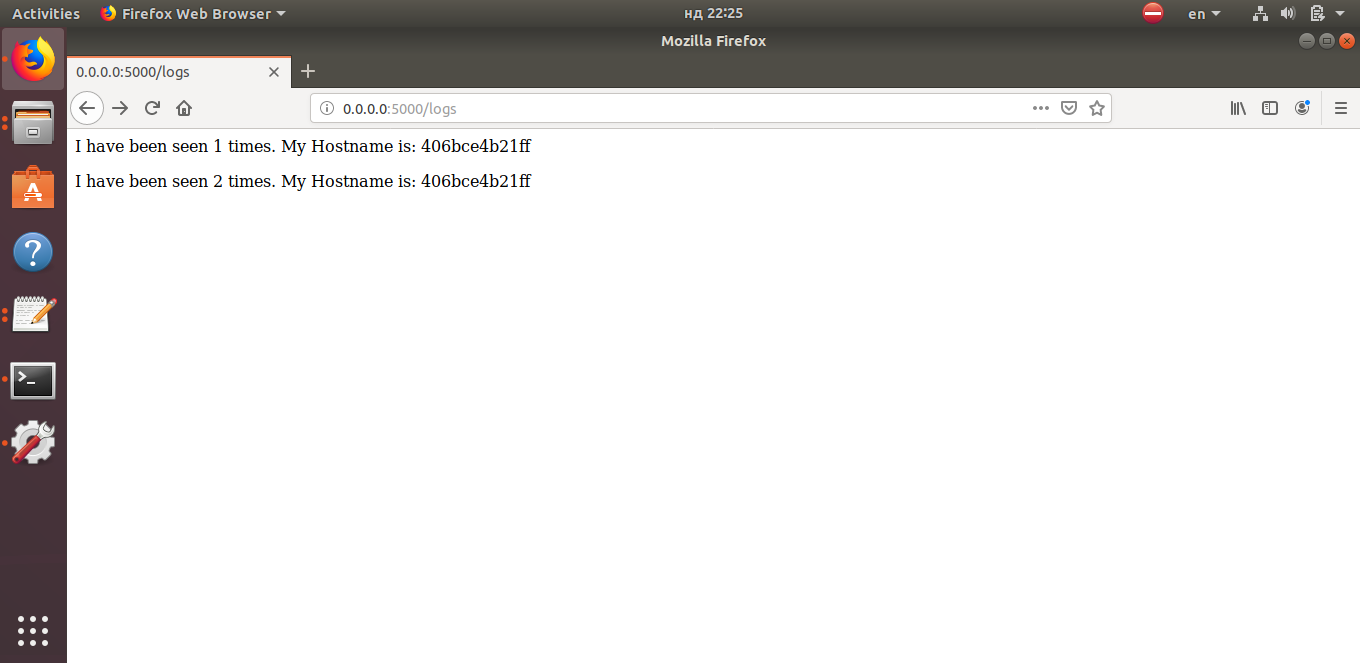 Activities
Firefox Web Browser
нд 22:25
en
Mozilla Firefox
0.0.0.0:5000/logs
0.0.0.0:5000/logs
I have been seen 1 times. My Hostname is: 406bce4b21ff
I have been seen 2 times. My Hostname is: 406bce4b21ff